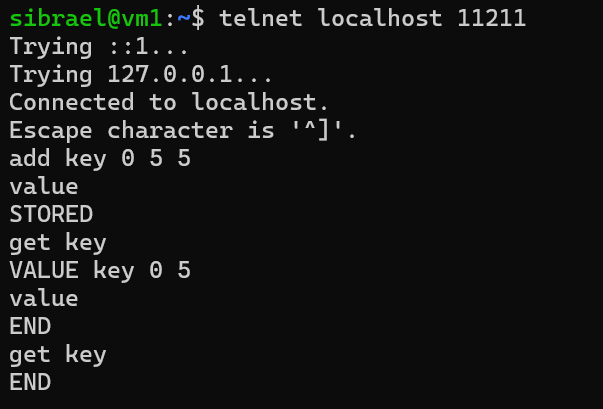 sibrael@vm1:~$ telnet localhost 11211
Trying ::1...
Trying 127.0.0.1...
Connected to localhost.
Escape character is '^]'.
add key 0 5 5
value
STORED
get key
VALUE key 0 5
value
END
get key
END